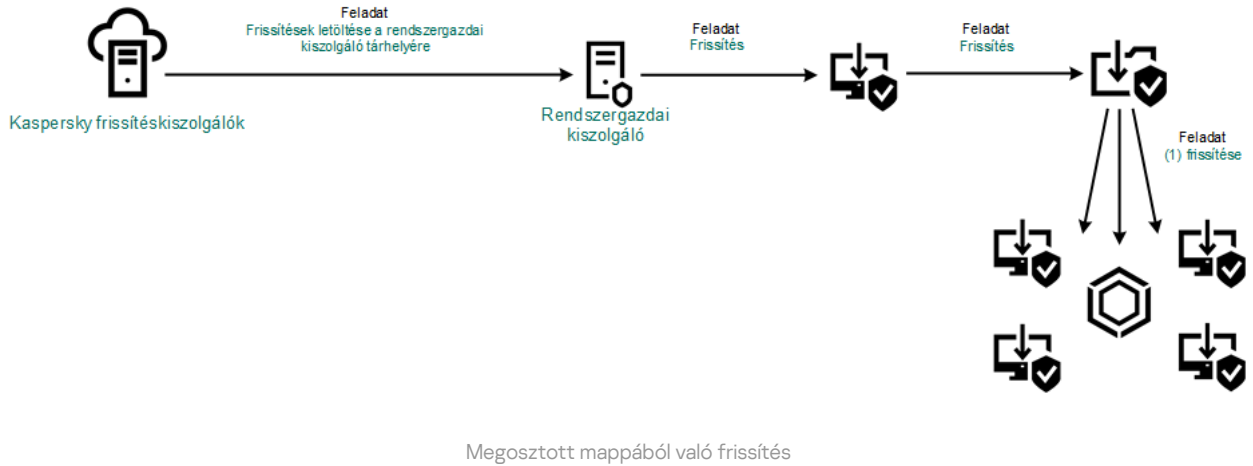 Feladat
Frissítések letöltése a rendszergazdai
kiszolgáló tárhelyére
Feladat
Frissítés
Feladat
Frissítés
Kaspersky frissítéskiszolgálók
Rendszergazdai
kiszolgáló
Feladat
(1) frissítése
Megosztott mappából való frissítés